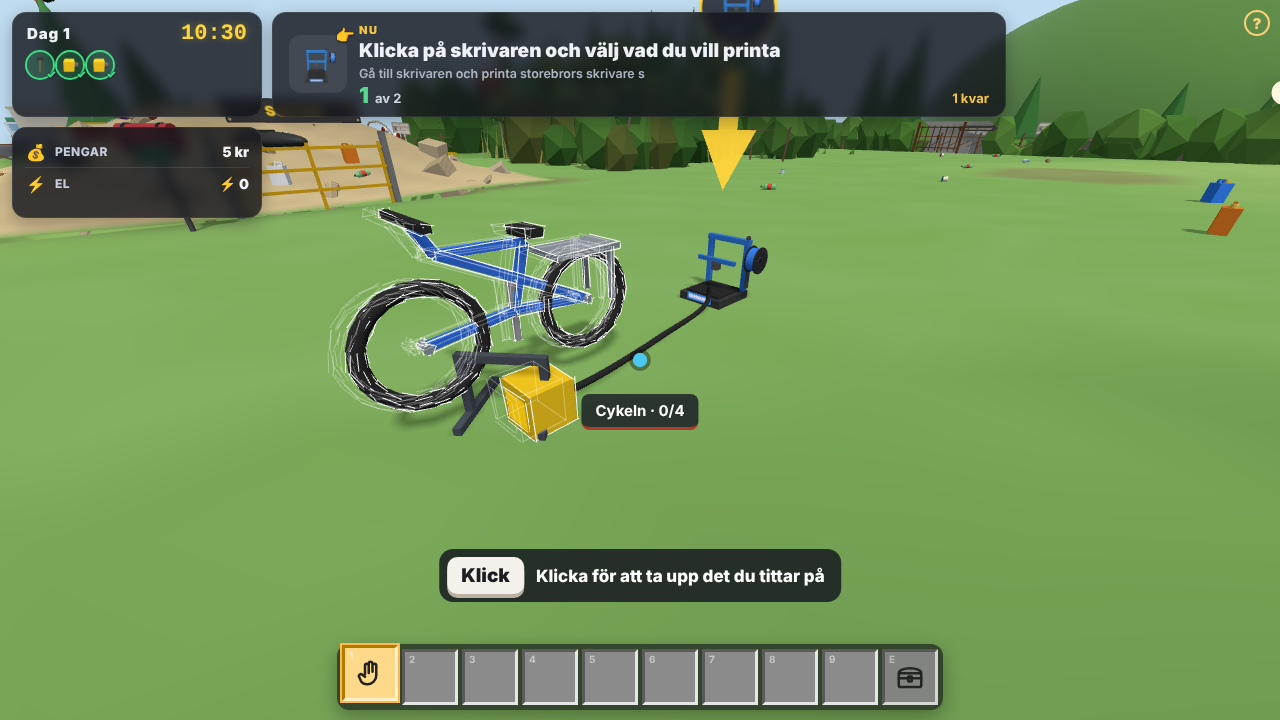 Dag 1
10:30
NU
Klicka på skrivaren och välj vad du vill printa
Gå till skrivaren och printa storebrors skrivare s
1 av 2
1 kvar
?
PENGAR
5 kr
EL
0
Cykeln · 0/4
Klick
Klicka för att ta upp det du tittar på
1
2
3
4
5
6
7
8
9
E